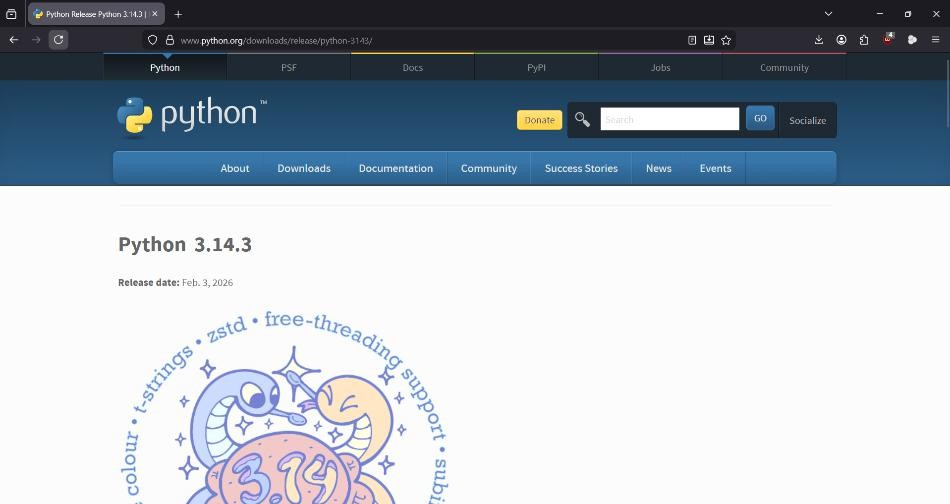 Python Release Python 3.14.3 |
www.python.org/downloads/release/python-3143/
4
Python PSF Docs PyPI Jobs Community
python™
Donate Search GO Socialize
About Downloads Documentation Community Success Stories News Events
Python 3.14.3
Release date: Feb. 3, 2026
colour • t-strings • zstd • free-threading support •
3.14